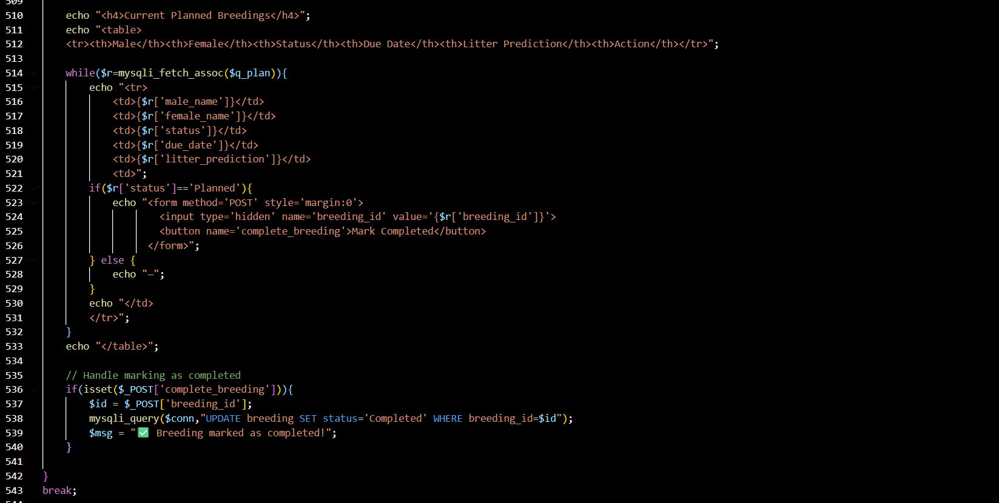 509
510 echo "<h4>Current Planned Breedings</h4>";
511 echo "<table>
512 <tr><th>Male</th><th>Female</th><th>Status</th><th>Due Date</th><th>Litter Prediction</th><th>Action</th></tr>";
513
514 while($r=mysqli_fetch_assoc($q_plan)){
515 echo "<tr>
516 <td>{$r['male_name']}</td>
517 <td>{$r['female_name']}</td>
518 <td>{$r['status']}</td>
519 <td>{$r['due_date']}</td>
520 <td>{$r['litter_prediction']}</td>
521 <td>";
522 if($r['status']=='Planned'){
523 echo "<form method='POST' style='margin:0'>
524 <input type='hidden' name='breeding_id' value='{$r['breeding_id']}'>
525 <button name='complete_breeding'>Mark Completed</button>
526 </form>";
527 } else {
528 echo "—";
529 }
530 echo "</td>
531 </tr>";
532 }
533 echo "</table>";
534
535 // Handle marking as completed
536 if(isset($_POST['complete_breeding'])){
537 $id = $_POST['breeding_id'];
538 mysqli_query($conn,"UPDATE breeding SET status='Completed' WHERE breeding_id=$id");
539 $msg = "✅ Breeding marked as completed!";
540 }
541
542 }
543 break;
544